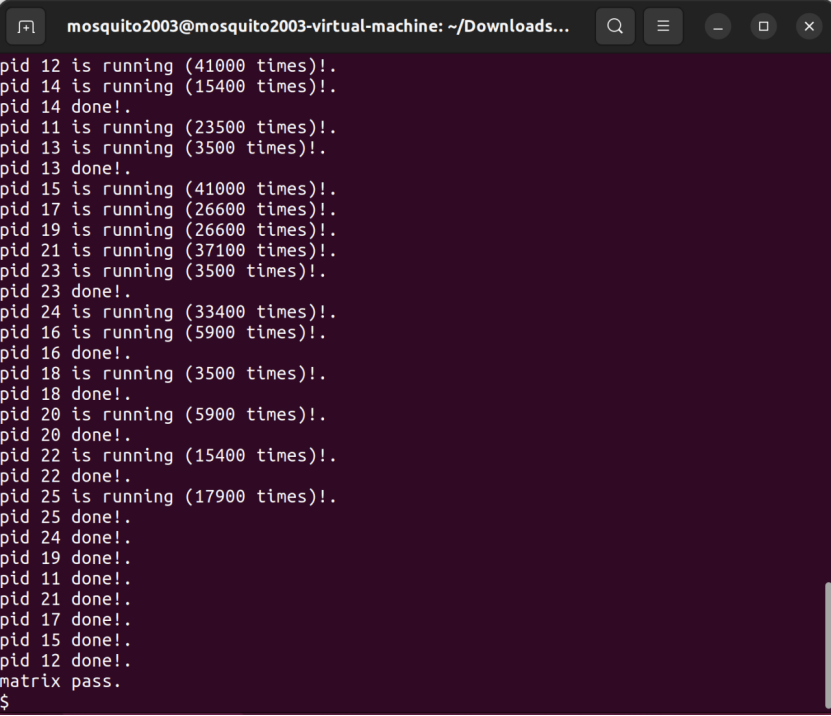 mosquito2003@mosquito2003-virtual-machine: ~/Downloads...
pid 12 is running (41000 times)!.
pid 14 is running (15400 times)!.
pid 14 done!.
pid 11 is running (23500 times)!.
pid 13 is running (3500 times)!.
pid 13 done!.
pid 15 is running (41000 times)!.
pid 17 is running (26600 times)!.
pid 19 is running (26600 times)!.
pid 21 is running (37100 times)!.
pid 23 is running (3500 times)!.
pid 23 done!.
pid 24 is running (33400 times)!.
pid 16 is running (5900 times)!.
pid 16 done!.
pid 18 is running (3500 times)!.
pid 18 done!.
pid 20 is running (5900 times)!.
pid 20 done!.
pid 22 is running (15400 times)!.
pid 22 done!.
pid 25 is running (17900 times)!.
pid 25 done!.
pid 24 done!.
pid 19 done!.
pid 11 done!.
pid 21 done!.
pid 17 done!.
pid 15 done!.
pid 12 done!.
matrix pass.
$